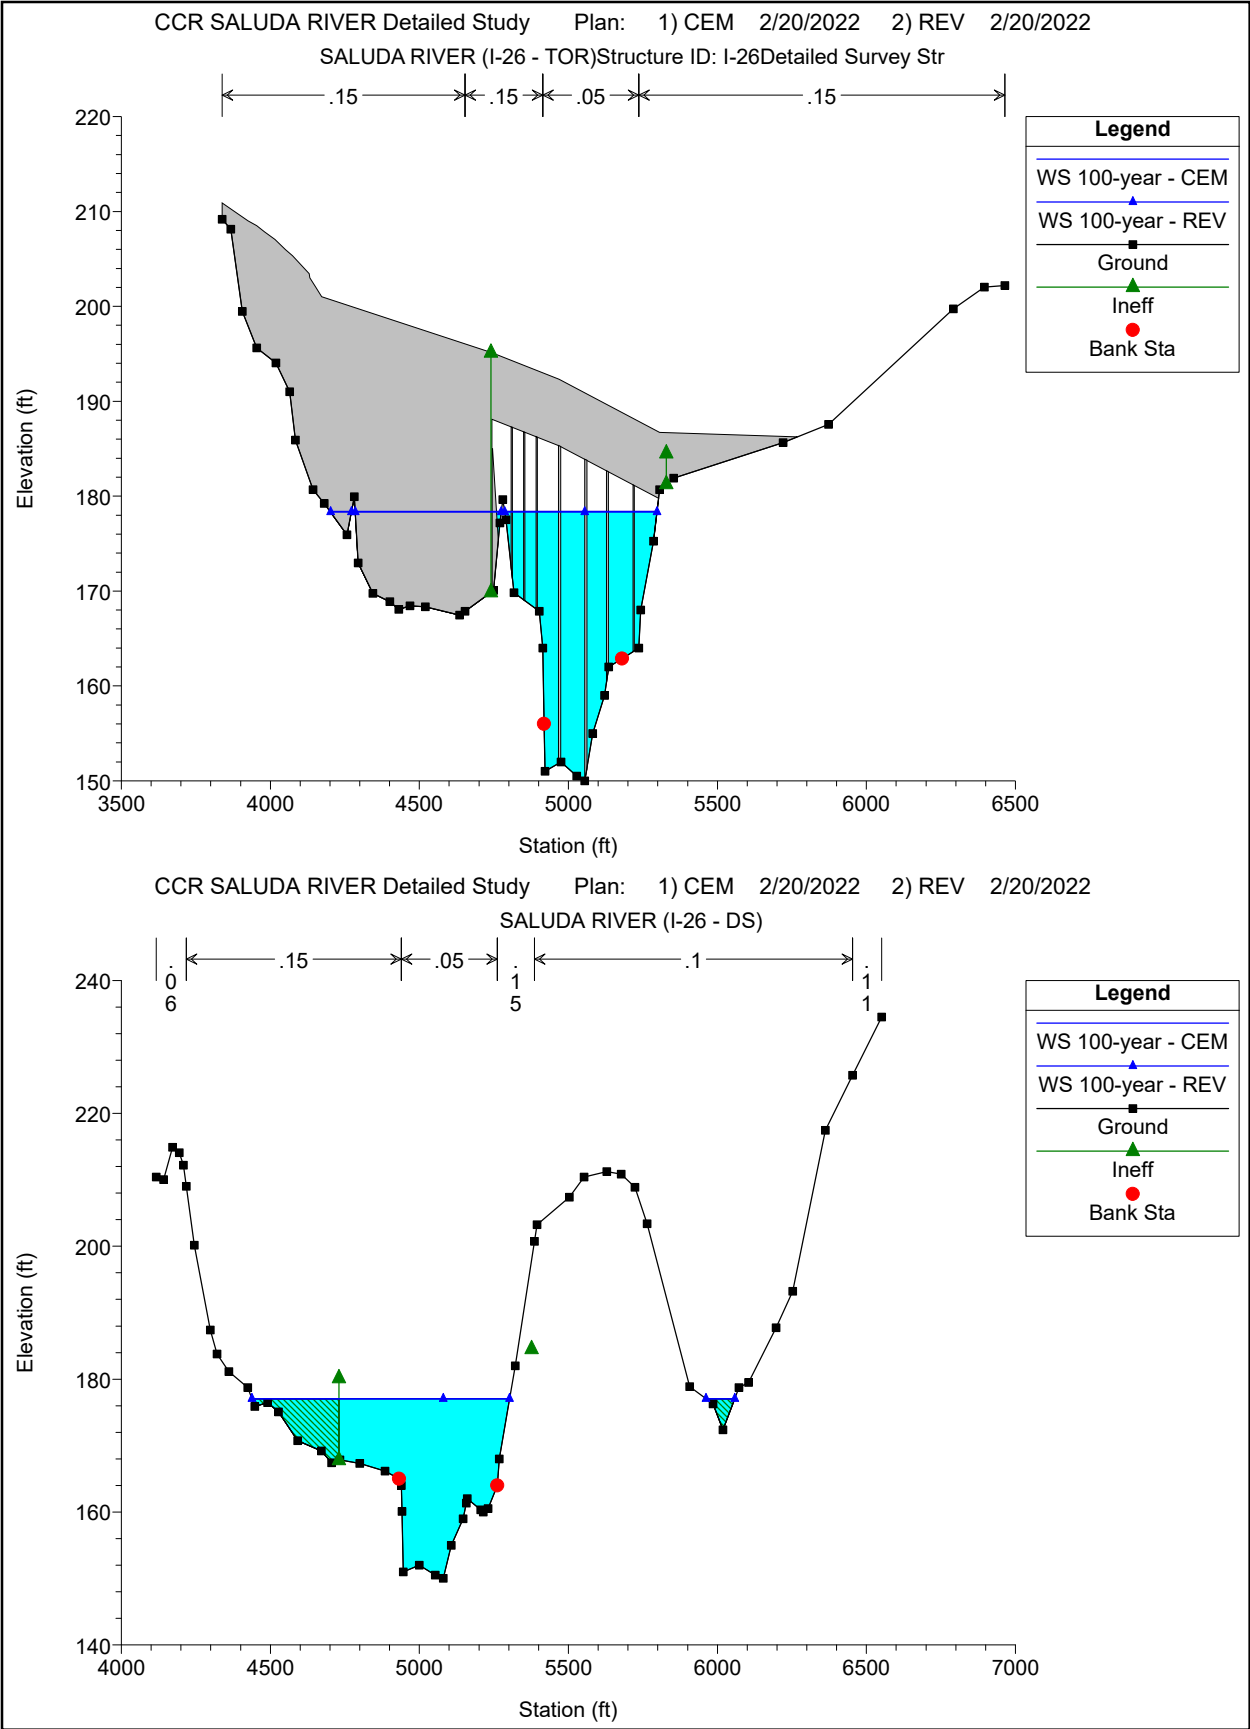 CCR SALUDA RIVER Detailed Study Plan: 1) CEM 2/20/2022 2) REV 2/20/2022
SALUDA RIVER (I-26 - TOR)Structure ID: I-26Detailed Survey Str
.15 .15 .05 .15
220
210
200
190
180
170
160
150
Elevation (ft)
3500 4000 4500 5000 5500 6000 6500
Station (ft)
Legend
WS 100-year - CEM
WS 100-year - REV
Ground
Ineff
Bank Sta
CCR SALUDA RIVER Detailed Study Plan: 1) CEM 2/20/2022 2) REV 2/20/2022
SALUDA RIVER (I-26 - DS)
.06 .15 .05 .15 .1 .11
240
220
200
180
160
140
Elevation (ft)
4000 4500 5000 5500 6000 6500 7000
Station (ft)
Legend
WS 100-year - CEM
WS 100-year - REV
Ground
Ineff
Bank Sta